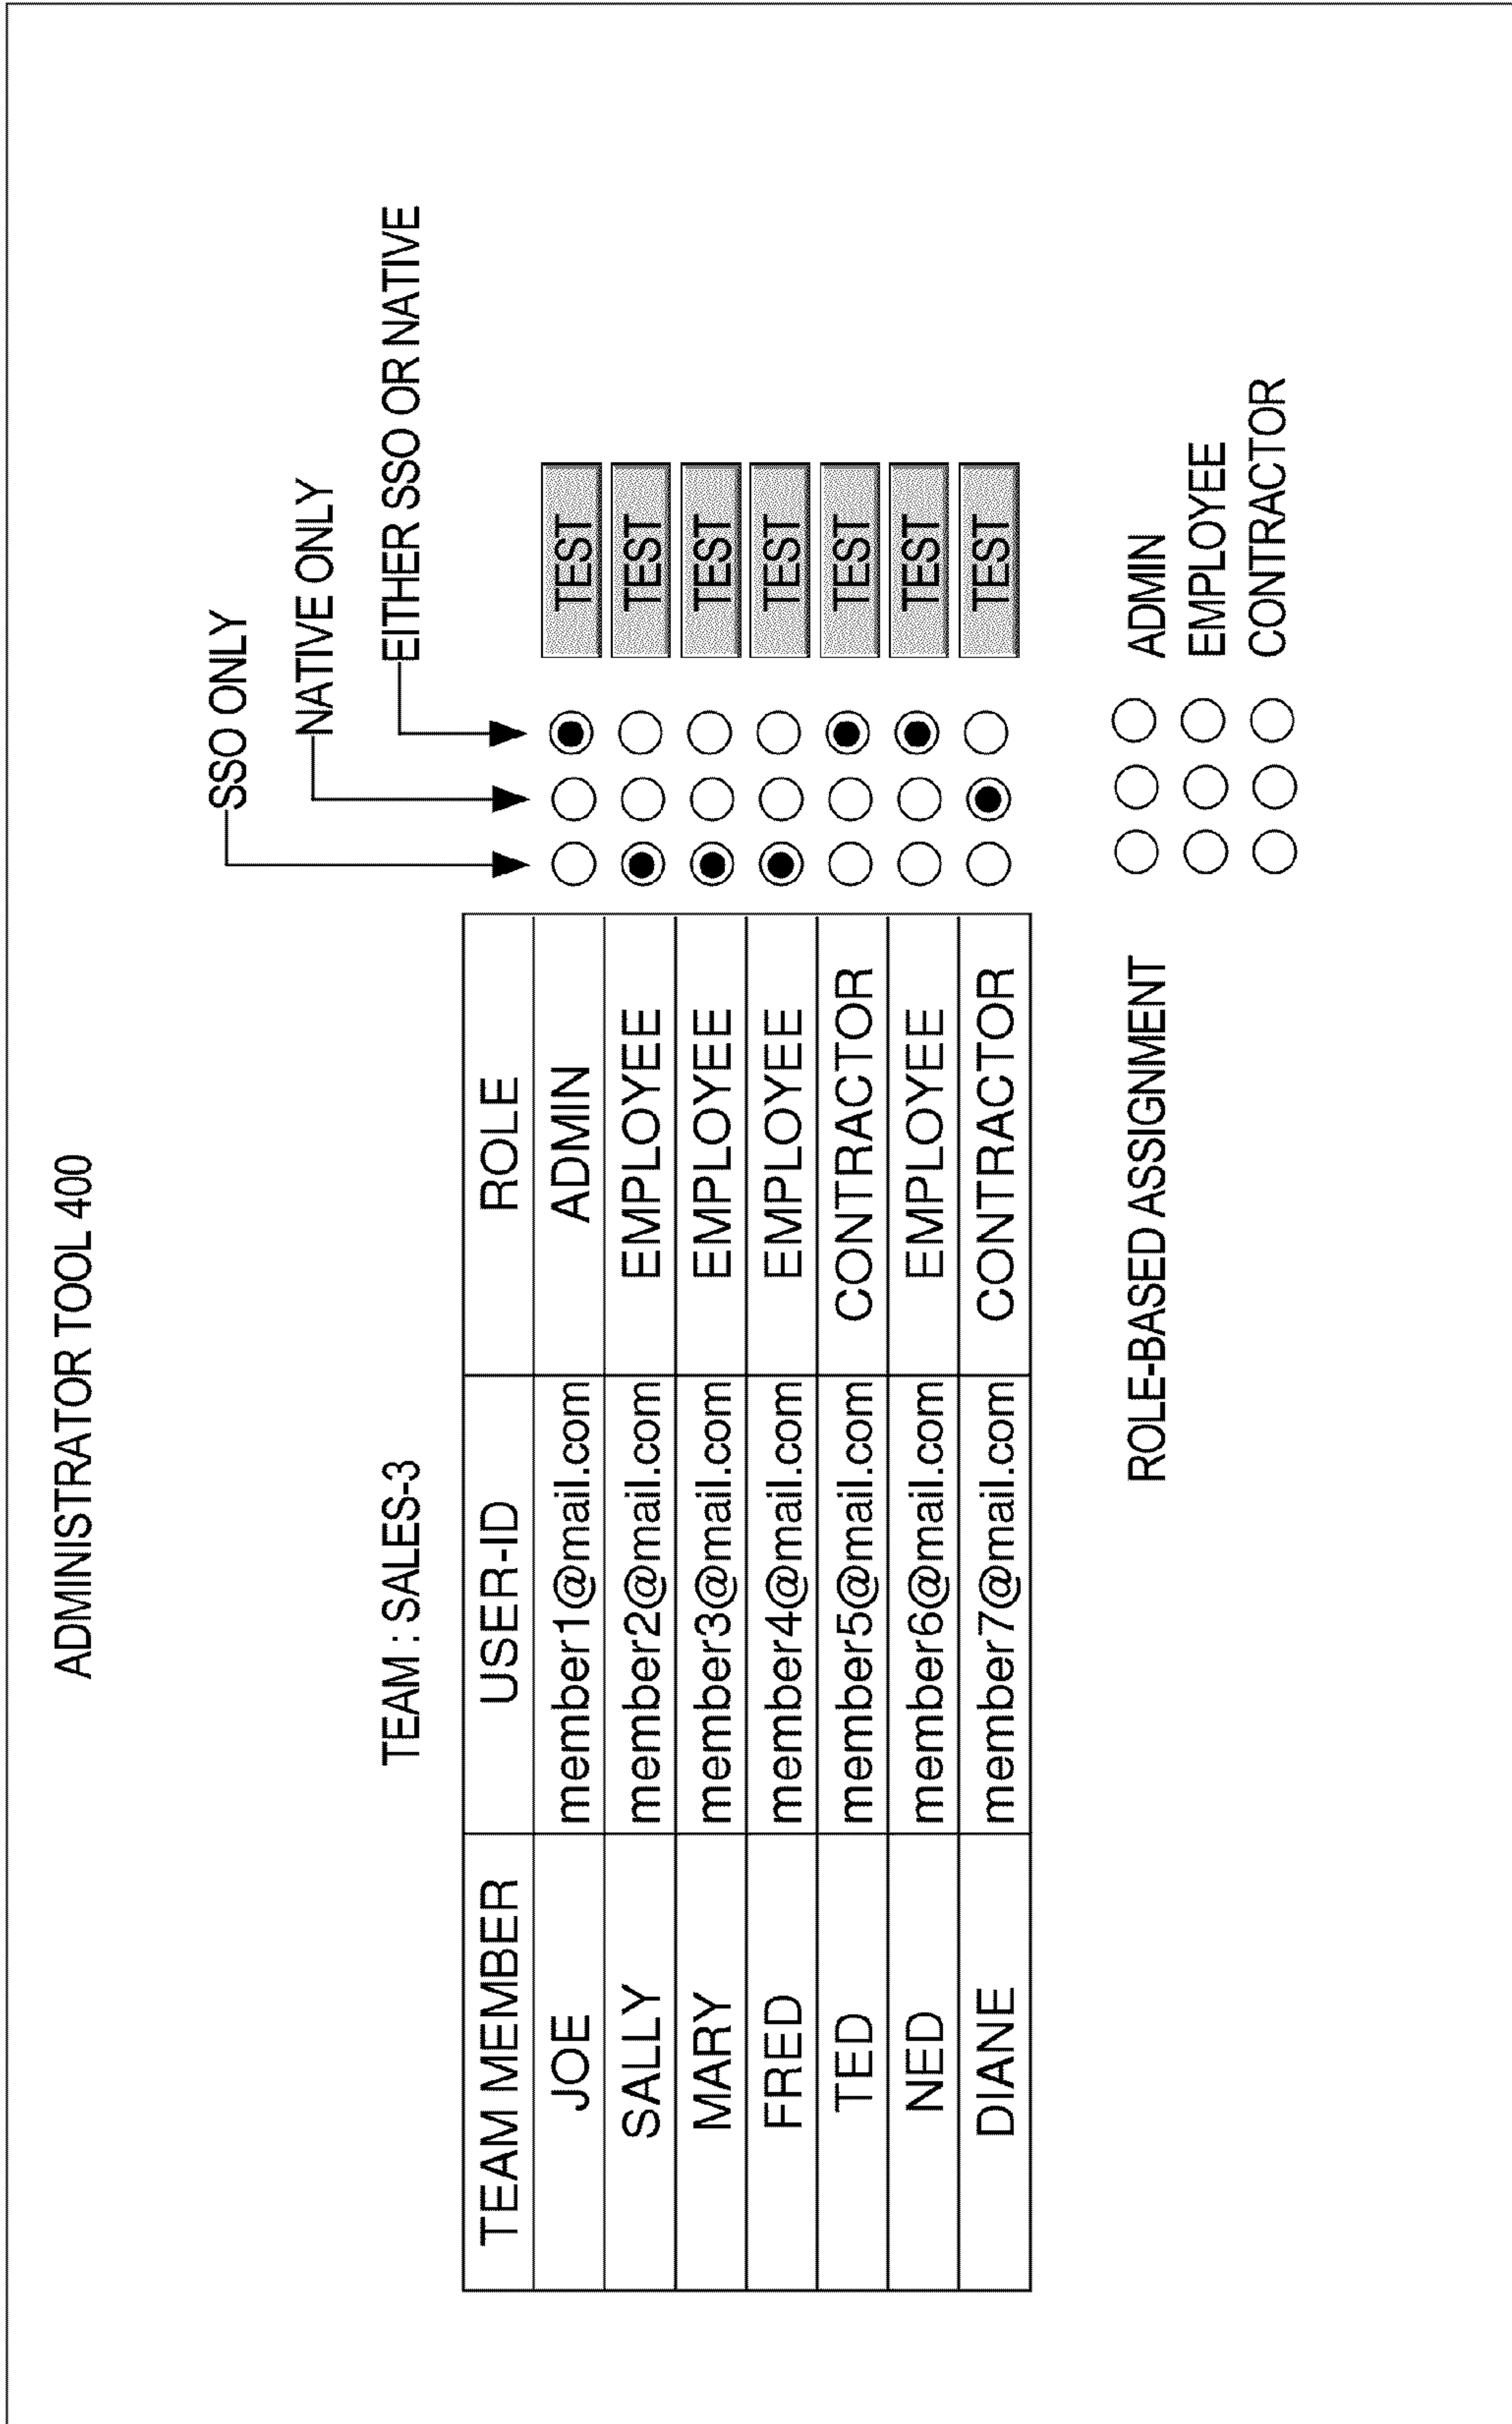 ADMINISTRATOR TOOL 400
SSO ONLY
NATIVE ONLY
TEAM : SALES-3
EITHER SSO OR NATIVE
TEAM MEMBER USER-ID ROLE
JOE member1@mail.com ADMIN TEST
SALLY member2@mail.com EMPLOYEE TEST
MARY member3@mail.com EMPLOYEE TEST
FRED member4@mail.com EMPLOYEE TEST
TED member5@mail.com CONTRACTOR TEST
NED member6@mail.com EMPLOYEE TEST
DIANE member7@mail.com CONTRACTOR TEST
ROLE-BASED ASSIGNMENT ADMIN
EMPLOYEE
CONTRACTOR